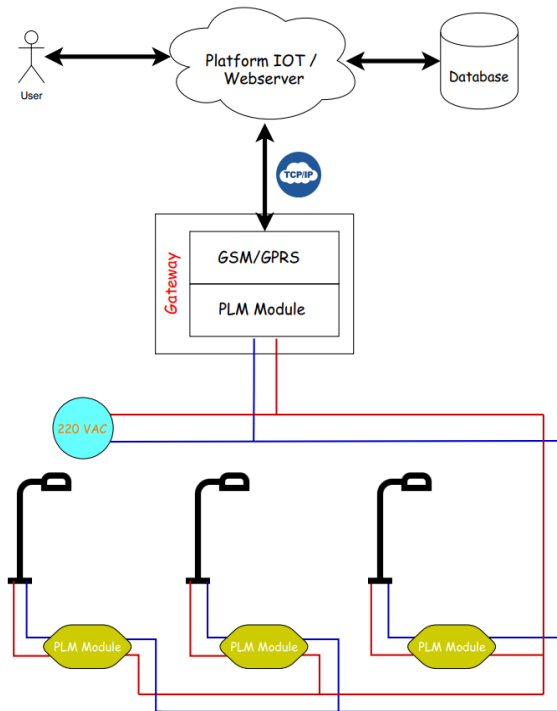 User
Platform IOT /
Webserver
Database
TCP/IP
Gateway
GSM/GPRS
PLM Module
220 VAC
PLM Module
PLM Module
PLM Module